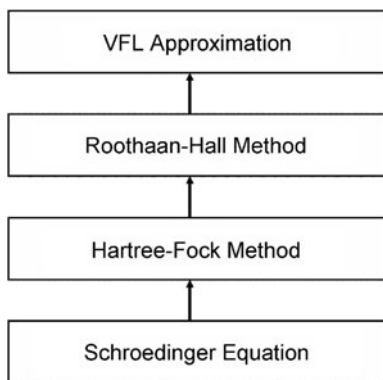 VFL Approximation
Roothaan-Hall Method
Hartree-Fock Method
Schroedinger Equation